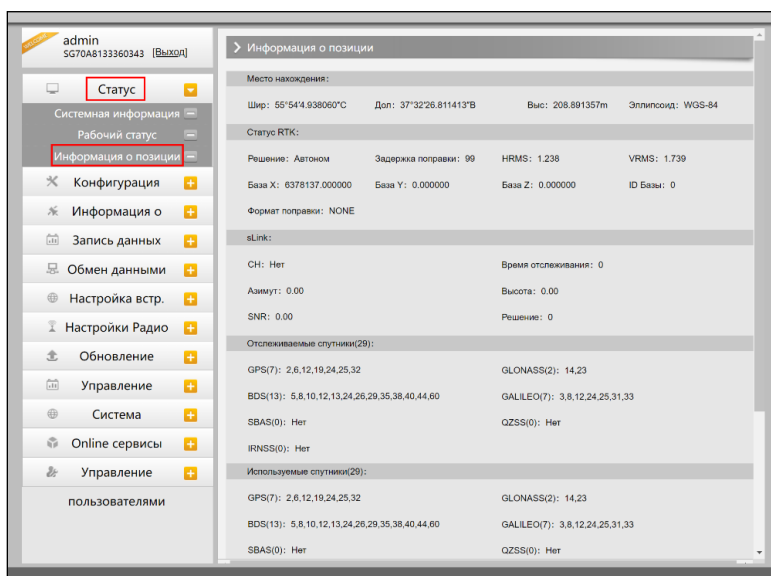 WELCOME
admin
SG70A8133360343 [Выход]
Статус
Системная информация
Рабочий статус
Информация о позиции
Конфигурация
Информация о
Запись данных
Обмен данными
Настройка встр.
Настройки Радио
Обновление
Управление
Система
Online сервисы
Управление
пользователями
Информация о позиции
Место нахождения:
Шир: 55°54'4.938060"С Дол: 37°32'26.811413"В Выс: 208.891357m Эллипсоид: WGS-84
Статус RTK:
Решение: Автоном Задержка поправки: 99 HRMS: 1.238 VRMS: 1.739
База X: 6378137.000000 База Y: 0.000000 База Z: 0.000000 ID Базы: 0
Формат поправки: NONE
sLink:
CH: Нет Время отслеживания: 0
Азимут: 0.00 Высота: 0.00
SNR: 0.00 Решение: 0
Отслеживаемые спутники(29):
GPS(7): 2,6,12,19,24,25,32 GLONASS(2): 14,23
BDS(13): 5,8,10,12,13,24,26,29,35,38,40,44,60 GALILEO(7): 3,8,12,24,25,31,33
SBAS(0): Нет QZSS(0): Нет
IRNSS(0): Нет
Используемые спутники(29):
GPS(7): 2,6,12,19,24,25,32 GLONASS(2): 14,23
BDS(13): 5,8,10,12,13,24,26,29,35,38,40,44,60 GALILEO(7): 3,8,12,24,25,31,33
SBAS(0): Нет QZSS(0): Нет